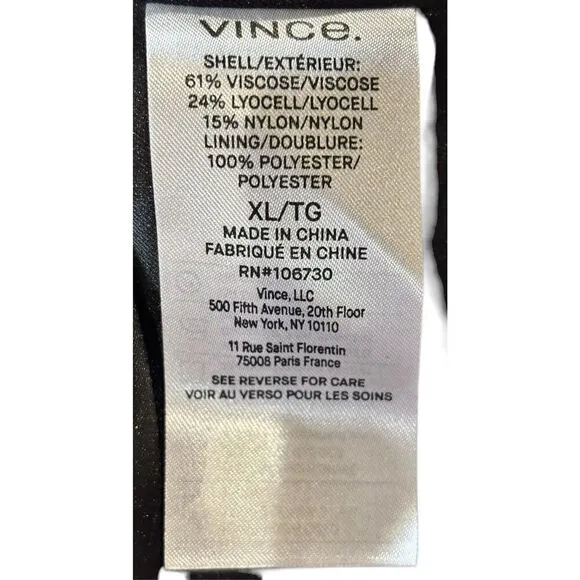 VINCE.
SHELL/EXTÉRIEUR:
61% VISCOSE/VISCOSE
24% LYOCELL/LYOCELL
15% NYLON/NYLON
LINING/DOUBLURE:
100% POLYESTER/
POLYESTER
XL/TG
MADE IN CHINA
FABRIQUÉ EN CHINE
RN#106730
Vince, LLC
500 Fifth Avenue, 20th Floor
New York, NY 10110
11 Rue Saint Florentin
75008 Paris France
SEE REVERSE FOR CARE
VOIR AU VERSO POUR LES SOINS